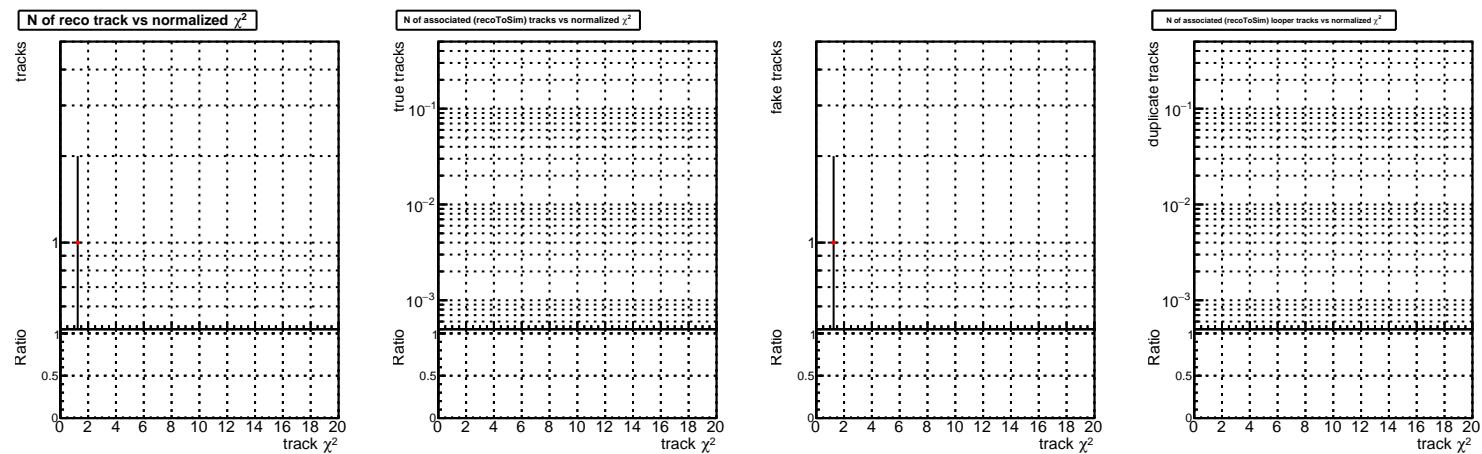 N of reco track vs normalized χ²
tracks
1
Ratio
1
0.5
0
0 2 4 6 8 10 12 14 16 18 20
track χ²
N of associated (recoToSim) tracks vs normalized χ²
true tracks
10⁻¹
10⁻²
10⁻³
Ratio
1
0.5
0
0 2 4 6 8 10 12 14 16 18 20
track χ²
fake tracks
1
Ratio
1
0.5
0
0 2 4 6 8 10 12 14 16 18 20
track χ²
N of associated (recoToSim) looper tracks vs normalized χ²
duplicate tracks
10⁻¹
10⁻²
10⁻³
Ratio
1
0.5
0
0 2 4 6 8 10 12 14 16 18 20
track χ²